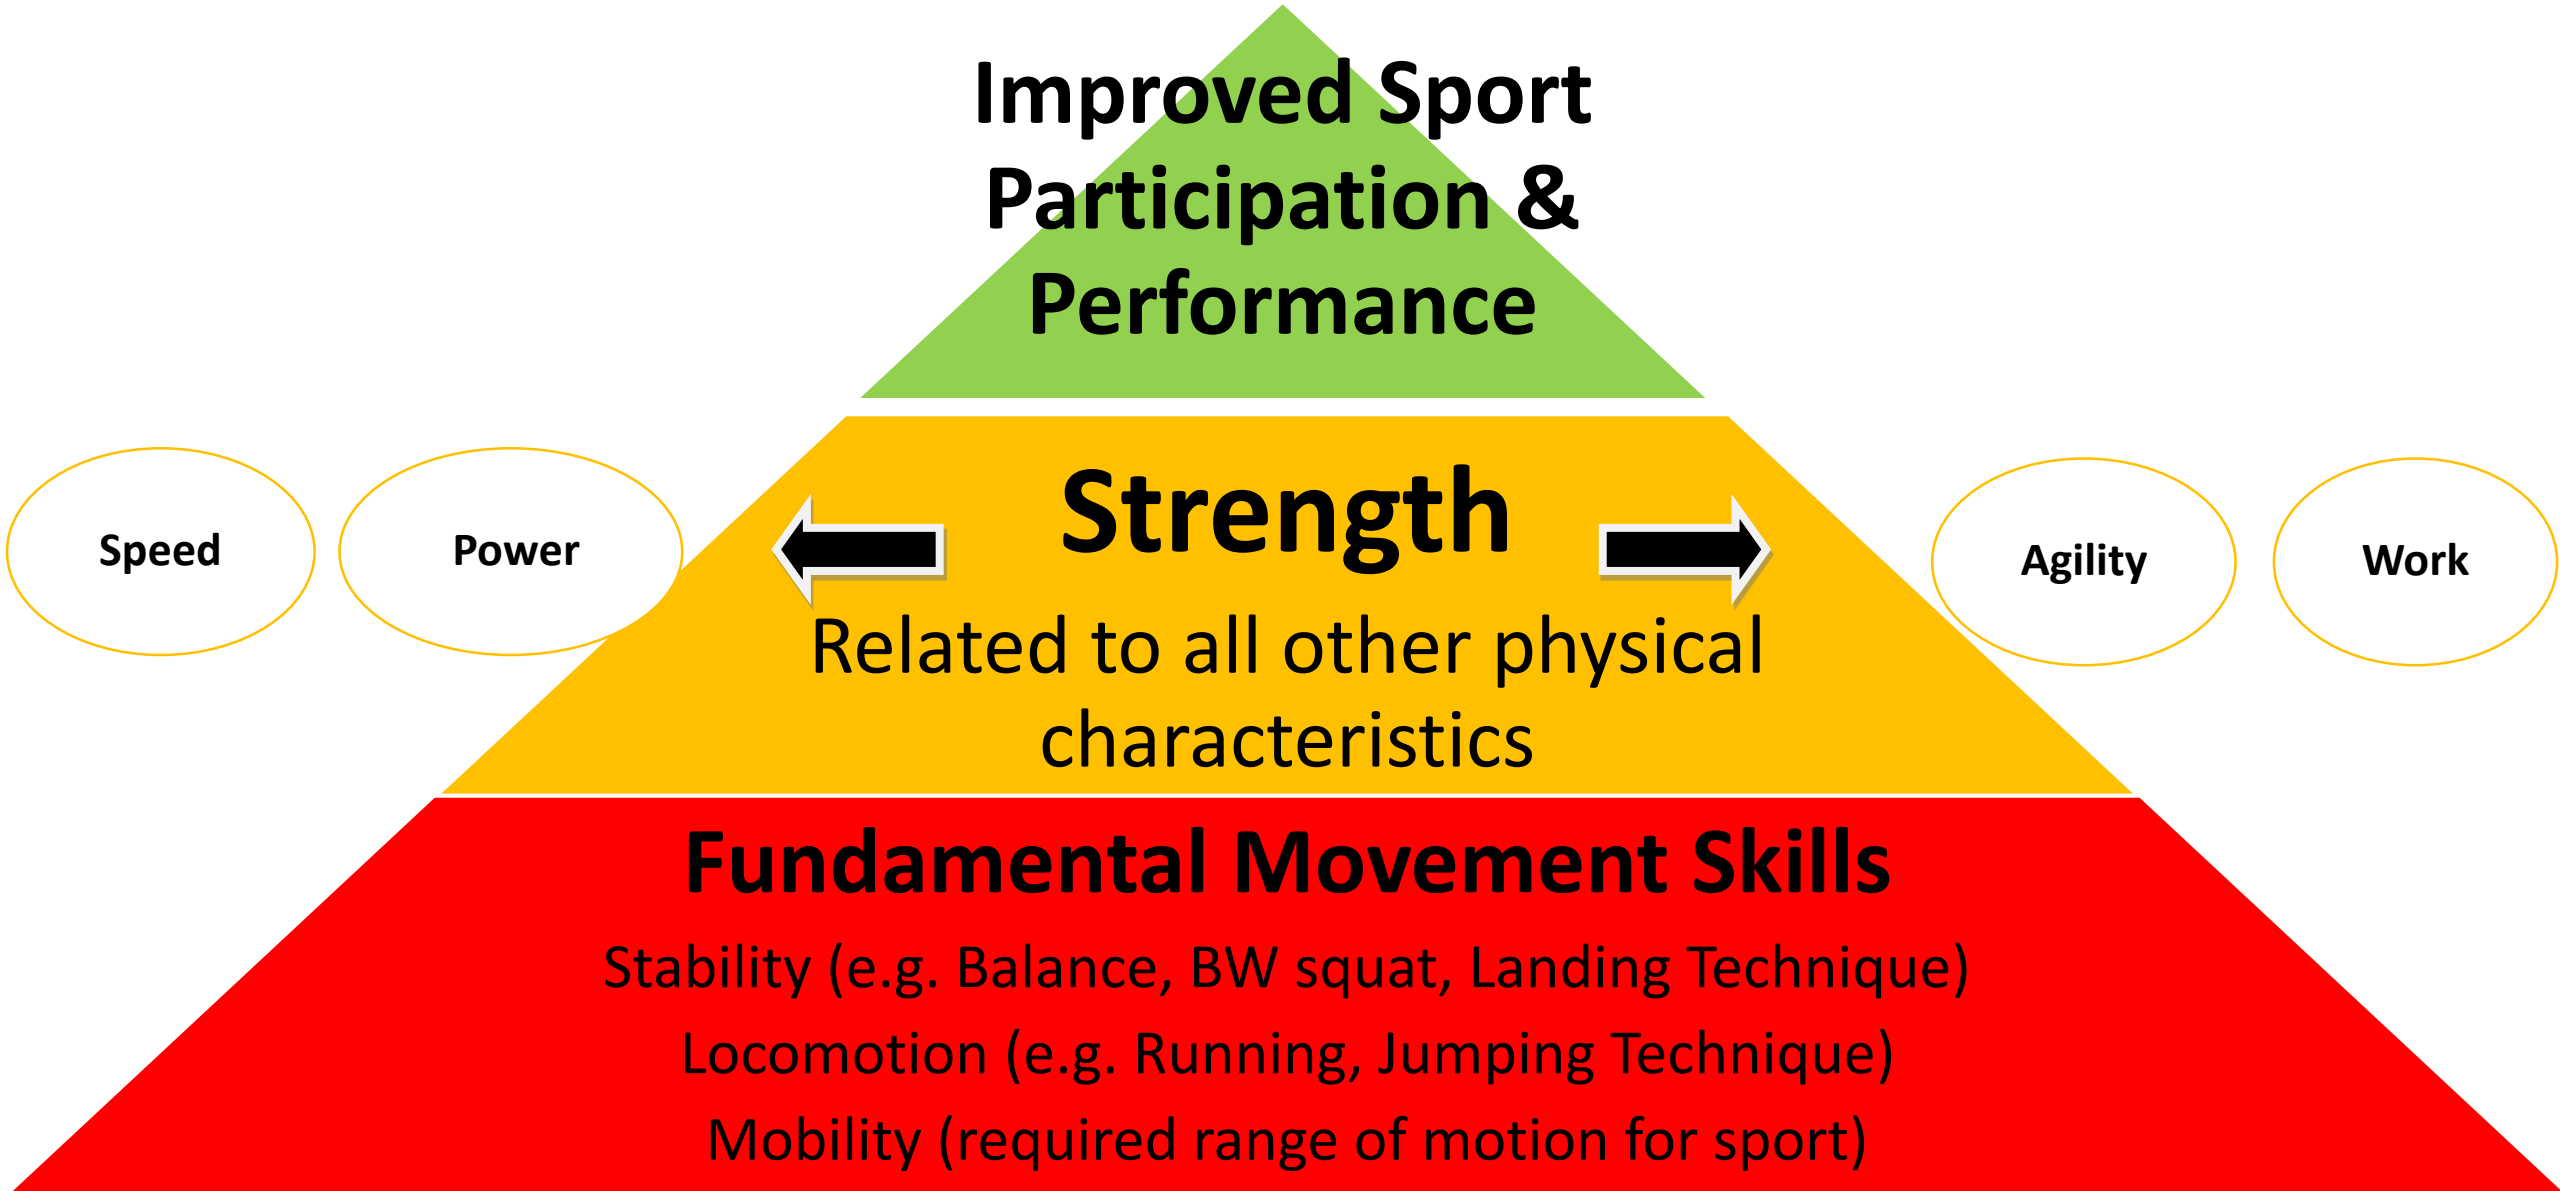 Improved Sport
Participation &
Performance
Speed
Power
Strength
Agility
Work
Related to all other physical
characteristics
Fundamental Movement Skills
Stability (e.g. Balance, BW squat, Landing Technique)
Locomotion (e.g. Running, Jumping Technique)
Mobility (required range of motion for sport)